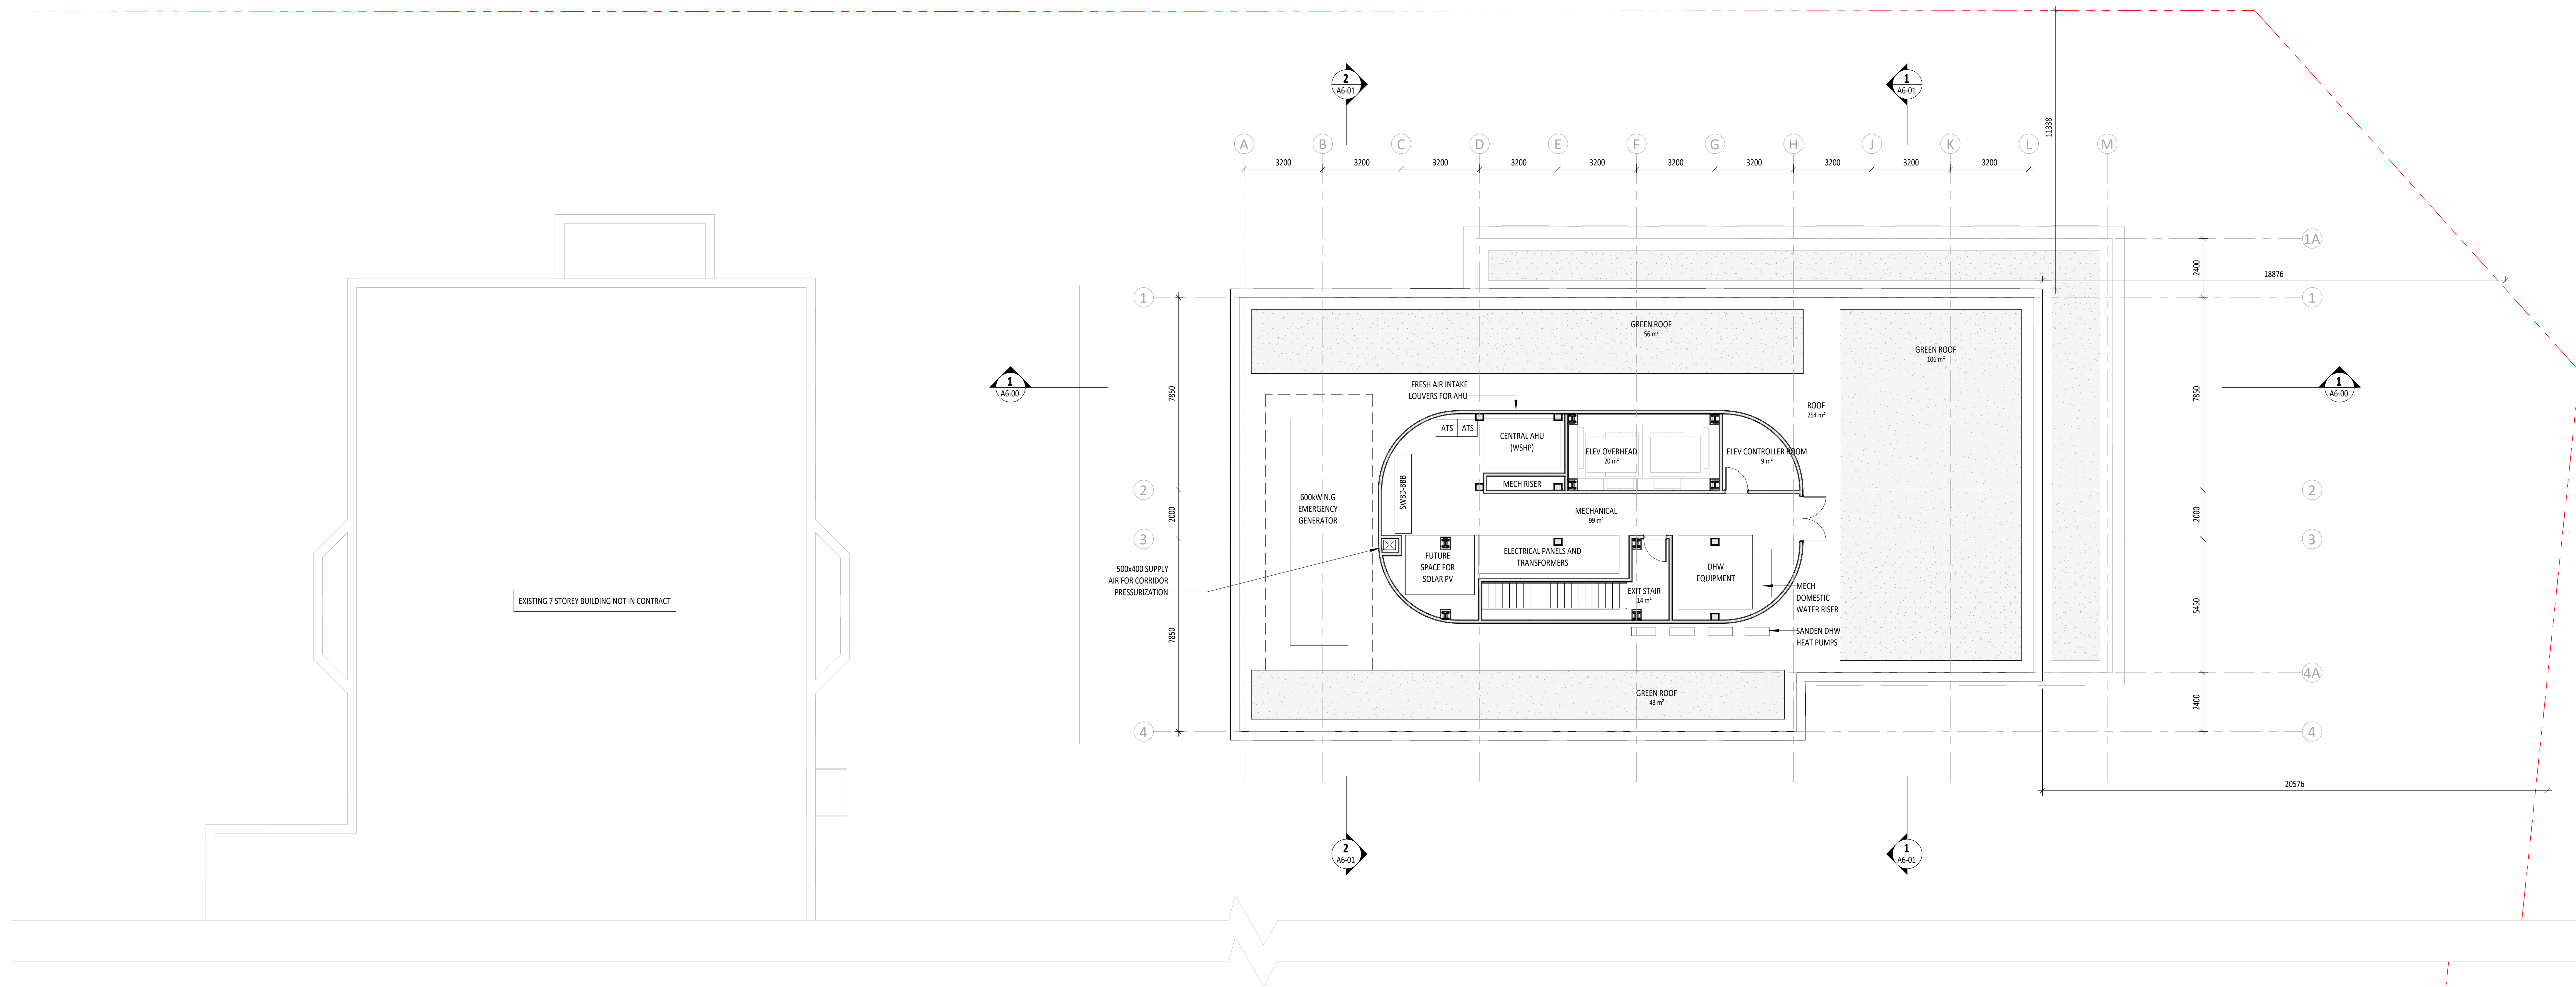 2
A6-01
1
A6-01
11338
A
B
C
D
E
F
G
H
J
K
L
M
3200
3200
3200
3200
3200
3200
3200
3200
3200
3200
1A
2400
18876
1
1
GREEN ROOF
56 m²
GREEN ROOF
106 m²
1
A6-00
1
A6-00
7850
7850
FRESH AIR INTAKE
LOUVERS FOR AHU
ROOF
254 m²
ATS
ATS
CENTRAL AHU
(WSHP)
ELEV OVERHEAD
20 m²
ELEV CONTROLLER ROOM
9 m²
SWBD-BBB
MECH RISER
2
2
600kW N.G
EMERGENCY
GENERATOR
MECHANICAL
99 m²
2000
2000
3
3
FUTURE
SPACE FOR
SOLAR PV
ELECTRICAL PANELS AND
TRANSFORMERS
DHW
EQUIPMENT
500x400 SUPPLY
AIR FOR CORRIDOR
PRESSURIZATION
EXIT STAIR
14 m²
MECH
DOMESTIC
WATER RISER
EXISTING 7 STOREY BUILDING NOT IN CONTRACT
5450
7850
SANDEN DHW
HEAT PUMPS
4A
GREEN ROOF
43 m²
2400
4
4
20576
2
A6-01
1
A6-01